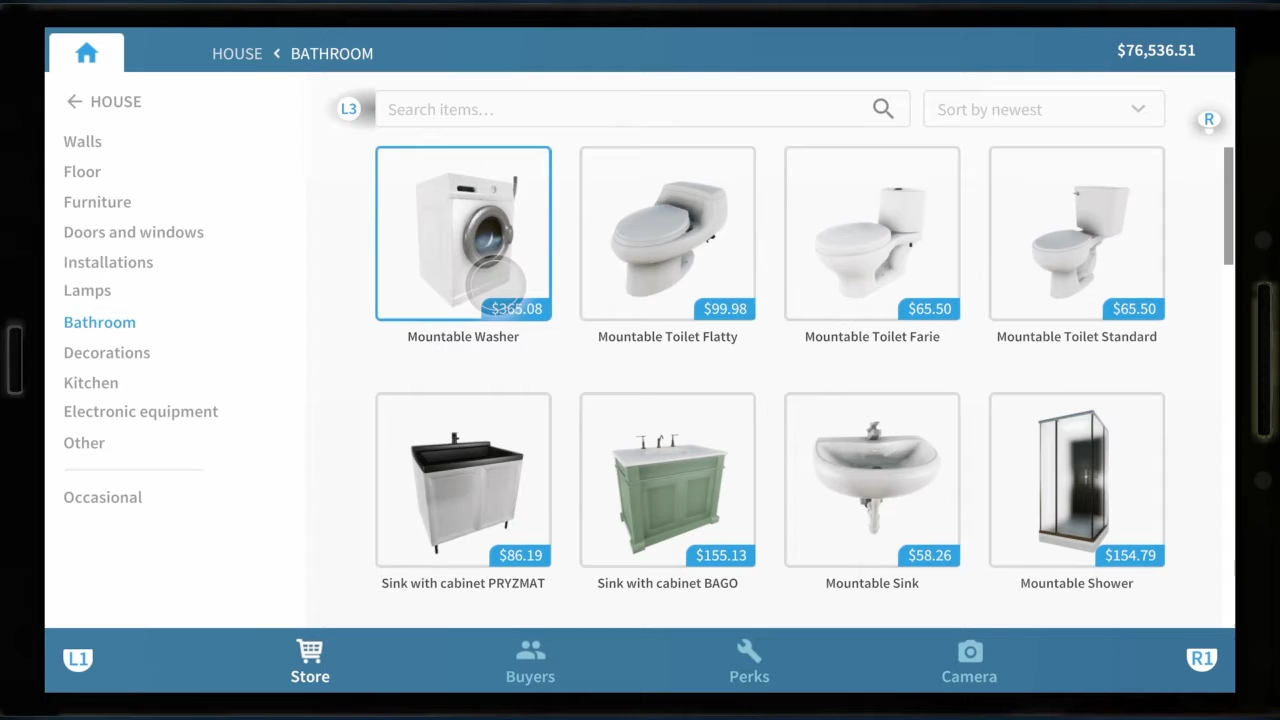 HOUSE < BATHROOM
$76,536.51
HOUSE
Walls
Floor
Furniture
Doors and windows
Installations
Lamps
Bathroom
Decorations
Kitchen
Electronic equipment
Other
Occasional
L3
Search items...
Sort by newest
R
$365.08
$99.98
$65.50
$65.50
Mountable Washer
Mountable Toilet Flatty
Mountable Toilet Farie
Mountable Toilet Standard
$86.19
$155.13
$58.26
$154.79
Sink with cabinet PRYZMAT
Sink with cabinet BAGO
Mountable Sink
Mountable Shower
L1
Store
Buyers
Perks
Camera
R1